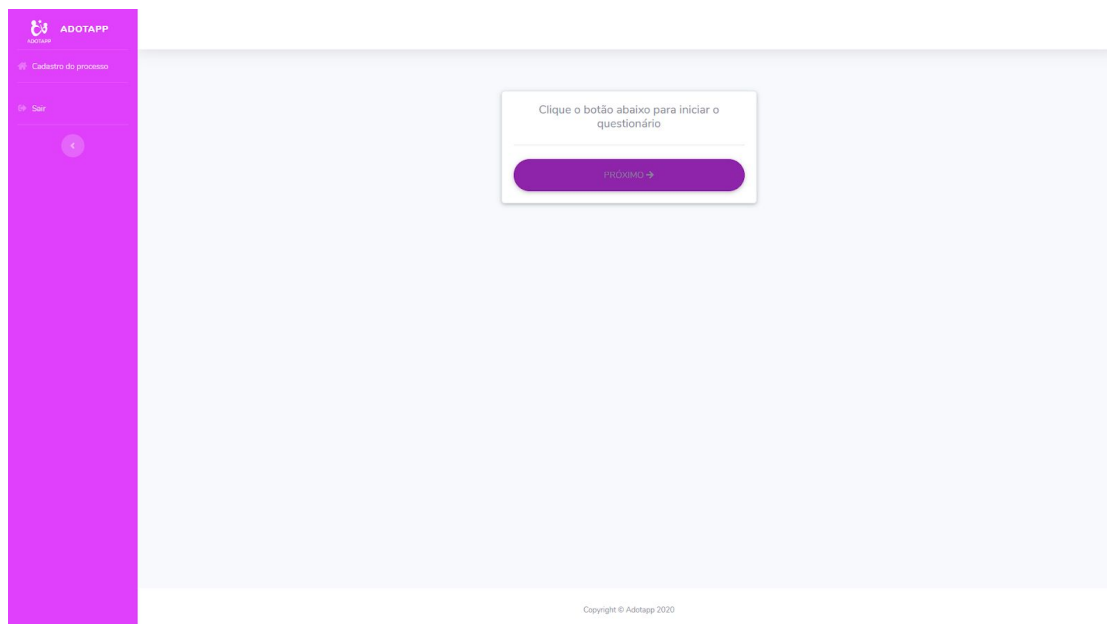 ADOTAPP
ADOTAPP
Cadastro do processo
Sair
Clique o botão abaixo para iniciar o
questionário
PRÓXIMO
Copyright © Adotapp 2020